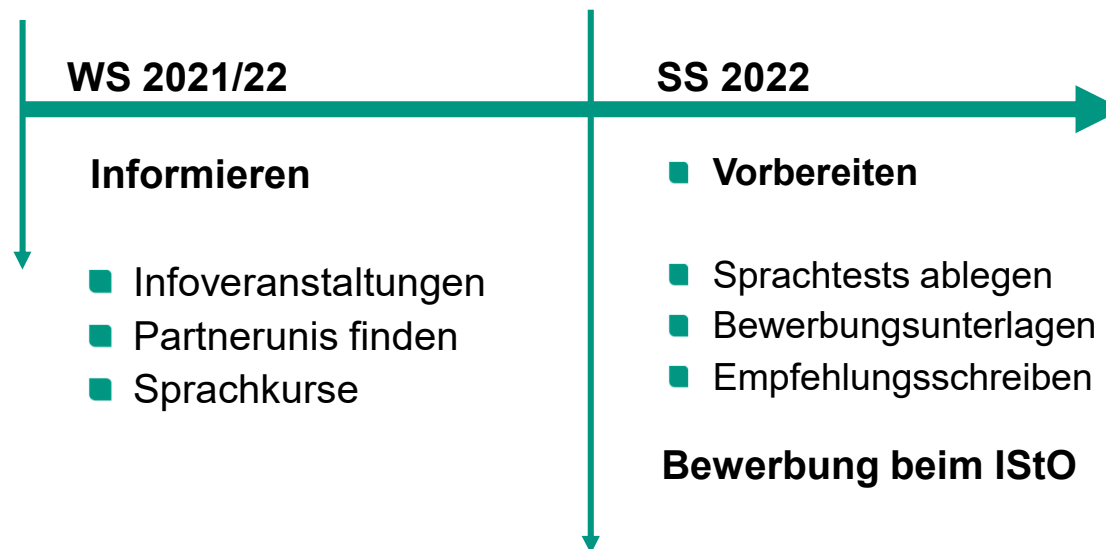 WS 2021/22
Informieren
Infoveranstaltungen
Partnerunis finden
Sprachkurse
SS 2022
Vorbereiten
Sprachtests ablegen
Bewerbungsunterlagen
Empfehlungsschreiben
Bewerbung beim IStO